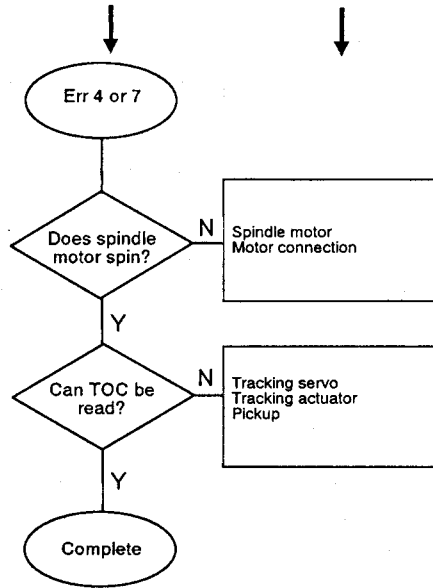 Err 4 or 7
Does spindle
motor spin?
N
Spindle motor
Motor connection
Y
Can TOC be
read?
N
Tracking servo
Tracking actuator
Pickup
Y
Complete